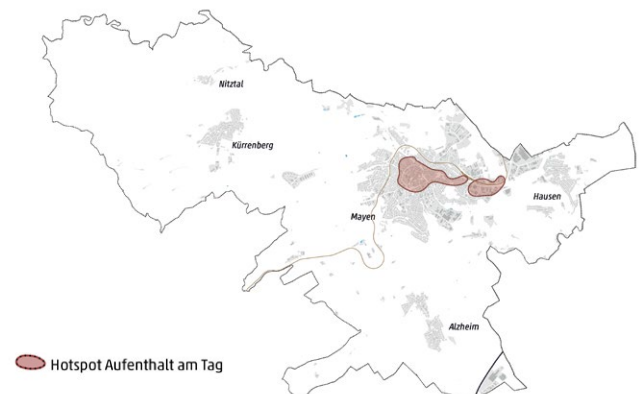 Nitztal
Kürrenberg
Mayen
Hausen
Alzheim
Hotspot Aufenthalt am Tag